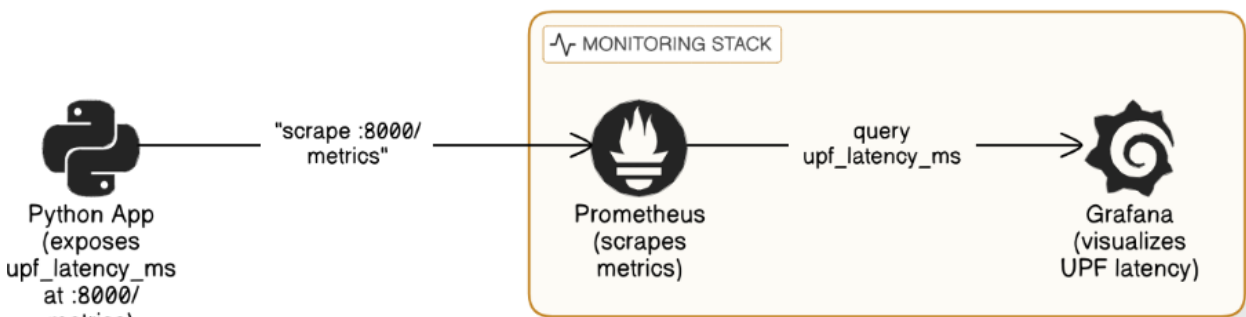 MONITORING STACK
"scrape :8000/
metrics"
query
upf_latency_ms
Python App
(exposes
upf_latency_ms
at :8000/
Prometheus
(scrapes
metrics)
Grafana
(visualizes
UPF latency)